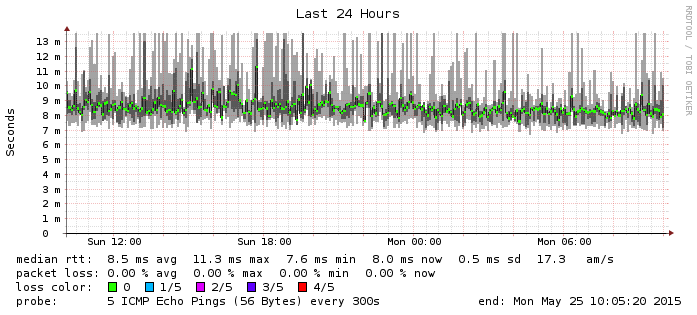 Last 24 Hours
RRDTOOL / TOBI OETIKER
Seconds
13 m
12 m
11 m
10 m
9 m
8 m
7 m
6 m
5 m
4 m
3 m
2 m
1 m
0
Sun 12:00 Sun 18:00 Mon 00:00 Mon 06:00
median rtt: 8.5 ms avg 11.3 ms max 7.6 ms min 8.0 ms now 0.5 ms sd 17.3 am/s
packet loss: 0.00 % avg 0.00 % max 0.00 % min 0.00 % now
loss color: 0 1/5 2/5 3/5 4/5
probe: 5 ICMP Echo Pings (56 Bytes) every 300s end: Mon May 25 10:05:20 2015